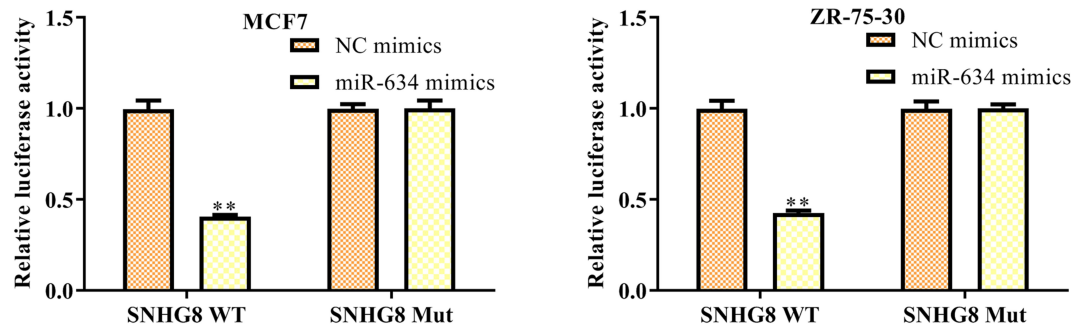 MCF7
NC mimics
miR-634 mimics
Relative luciferase activity
1.5
1.0
0.5
0.0
**
SNHG8 WT
SNHG8 Mut
ZR-75-30
NC mimics
miR-634 mimics
Relative luciferase activity
1.5
1.0
0.5
0.0
**
SNHG8 WT
SNHG8 Mut